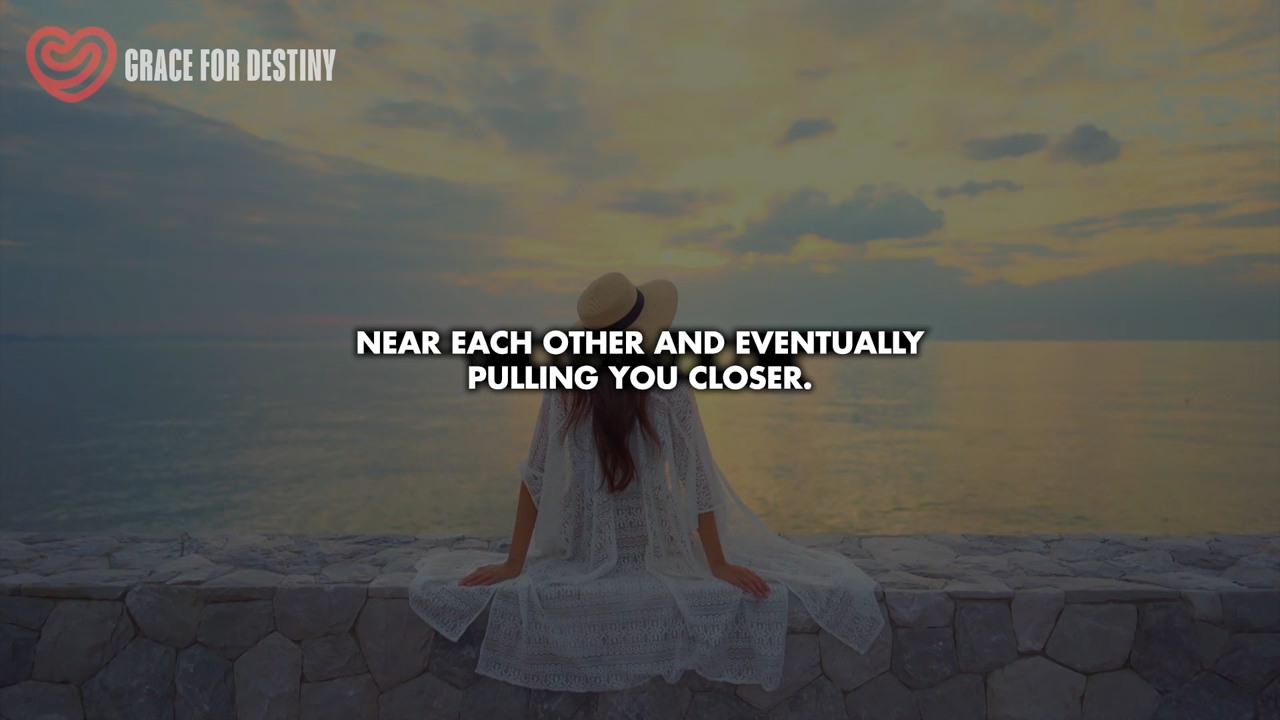 GRACE FOR DESTINY
NEAR EACH OTHER AND EVENTUALLY
PULLING YOU CLOSER.